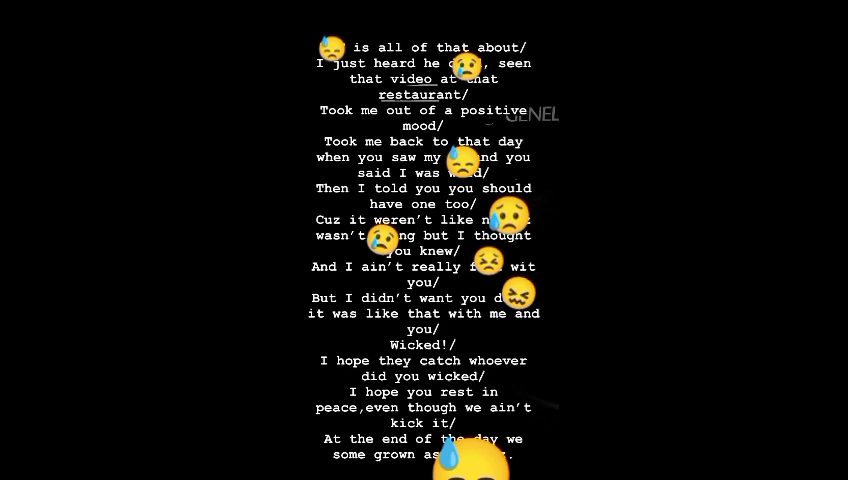 is all of that about/
I just heard he seen
that video at that
restaurant/
Took me out of a positive
mood/
GENEL
Took me back to that day
when you saw my and you
said I was
Then I told you you should
have one too/
Cuz it weren't like
wasn't but I thought
you knew/
And I ain't really wit
you/
But I didn't want you
it was like that with me and
you/
Wicked!/
I hope they catch whoever
did you wicked/
I hope you rest in
peace,even though we ain't
kick it/
At the end of the day we
some grown